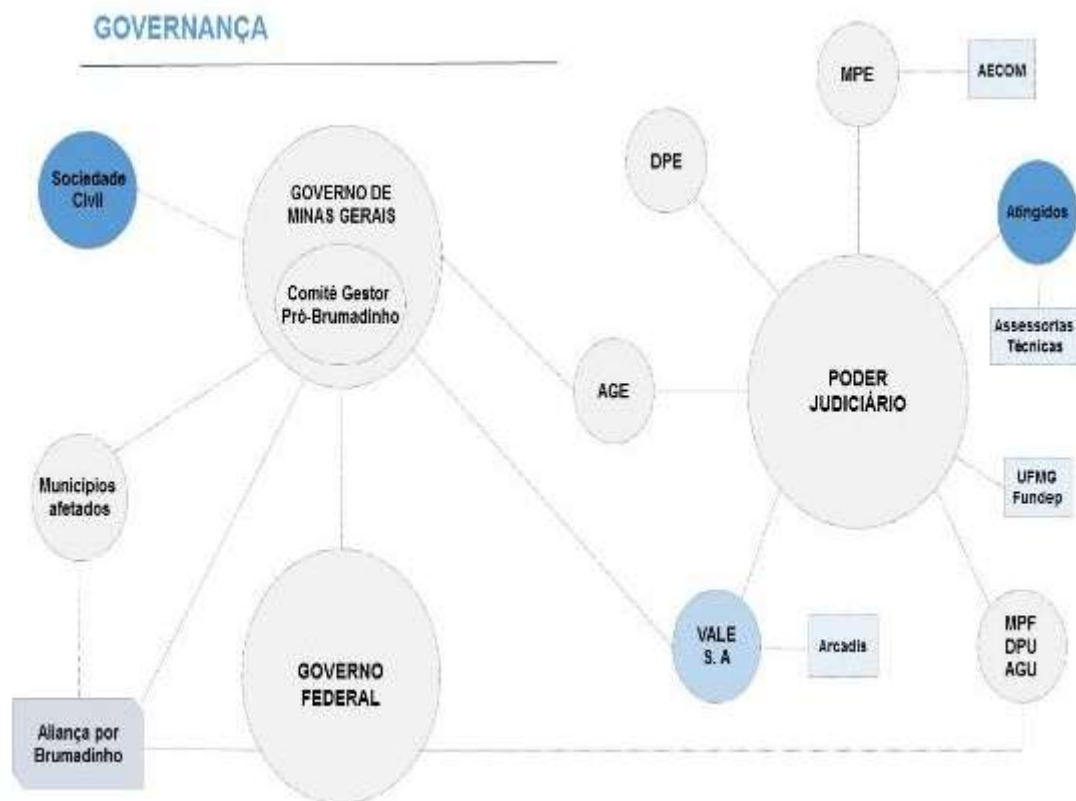 GOVERNANÇA
MPE
AECOM
Sociedade
Civil
GOVERNO DE
MINAS GERAIS
DPE
Atingidos
Comitê Gestor
Pró-Brumadinho
Assessorias
Técnicas
AGE
PODER
JUDICIÁRIO
Municípios
afetados
UFMG
Fundep
GOVERNO
FEDERAL
VALE
S. A
Arcadis
MPF
DPU
AGU
Aliança por
Brumadinho